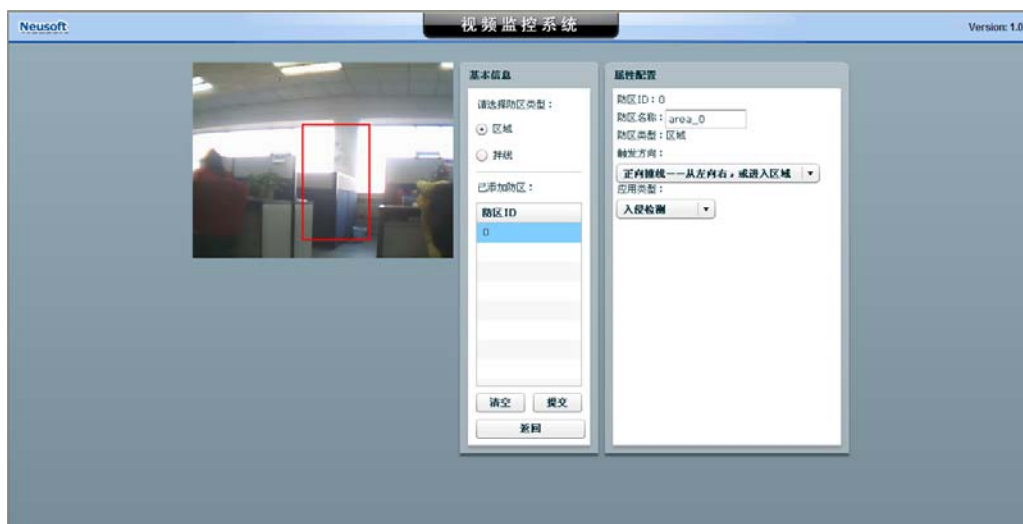 Neusoft
视频监控系统
Version: 1.0
基本信息
请选择防区类型：
区域
拌线
已添加防区：
防区ID
0
清空
提交
返回
属性配置
防区ID：0
防区名称：area_0
防区类型：区域
触发方向：
正向撞线——从左向右，或进入区域
应用类型：
入侵检测